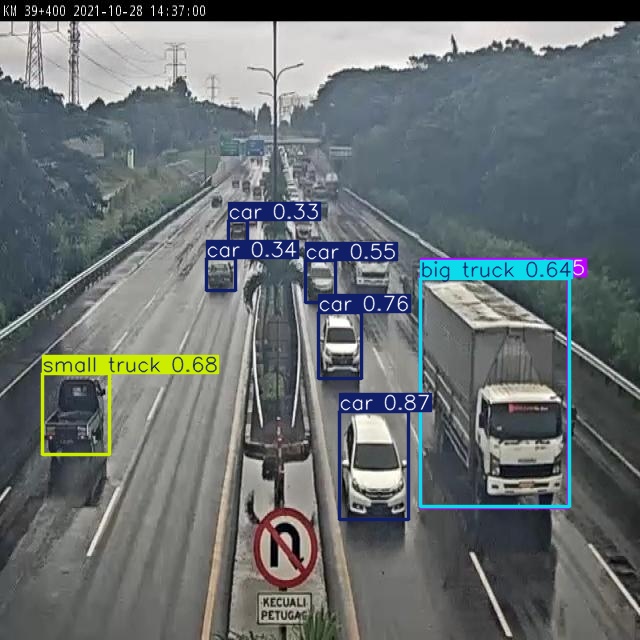 KM 39+400 2021-10-28 14:37:00
car 0.33
car 0.34
car 0.55
big truck 0.64
5
car 0.76
small truck 0.68
car 0.87
KECUALI
PETUGAS